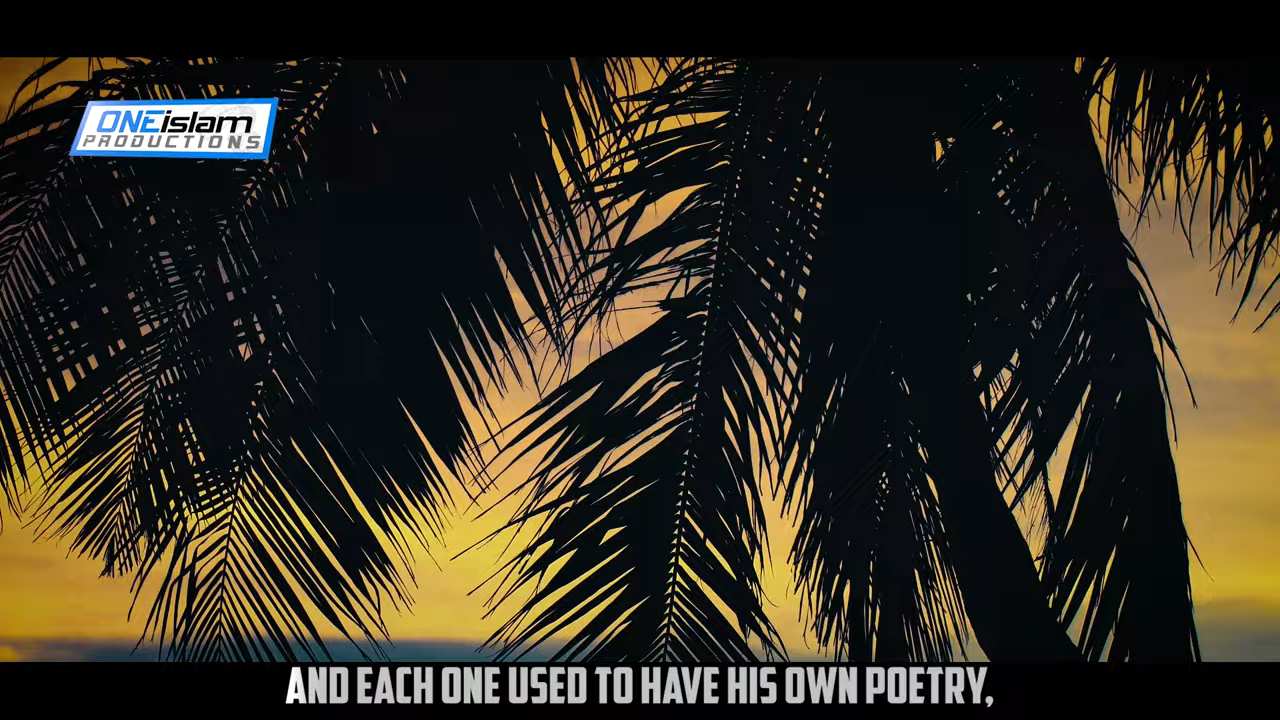 ONEislam
PRODUCTIONS
AND EACH ONE USED TO HAVE HIS OWN POETRY,